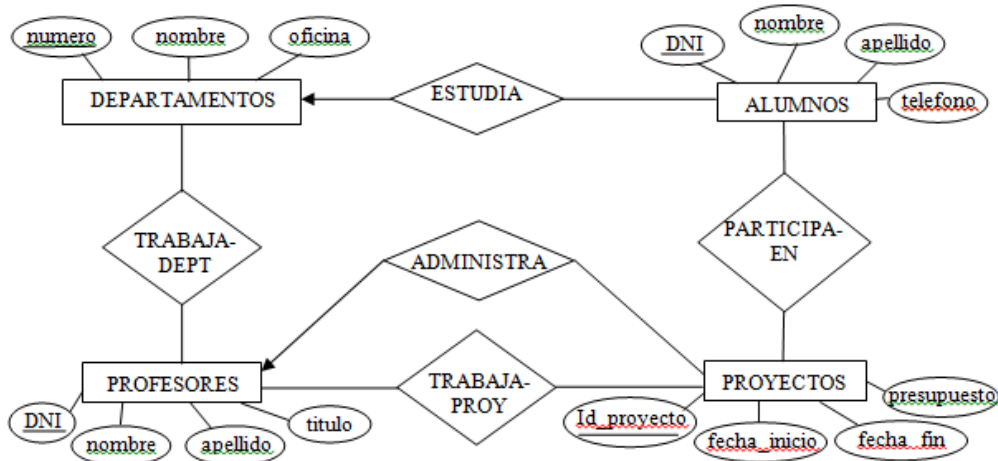 numero
nombre
oficina
DNI
nombre
apellido
telefono
DEPARTAMENTOS
ESTUDIA
ALUMNOS
TRABAJA-
DEPT
ADMINISTRA
PARTICIPA-
EN
PROFESORES
TRABAJA-
PROY
PROYECTOS
DNI
nombre
apellido
titulo
Id_proyecto
fecha_inicio
fecha_fin
presupuesto